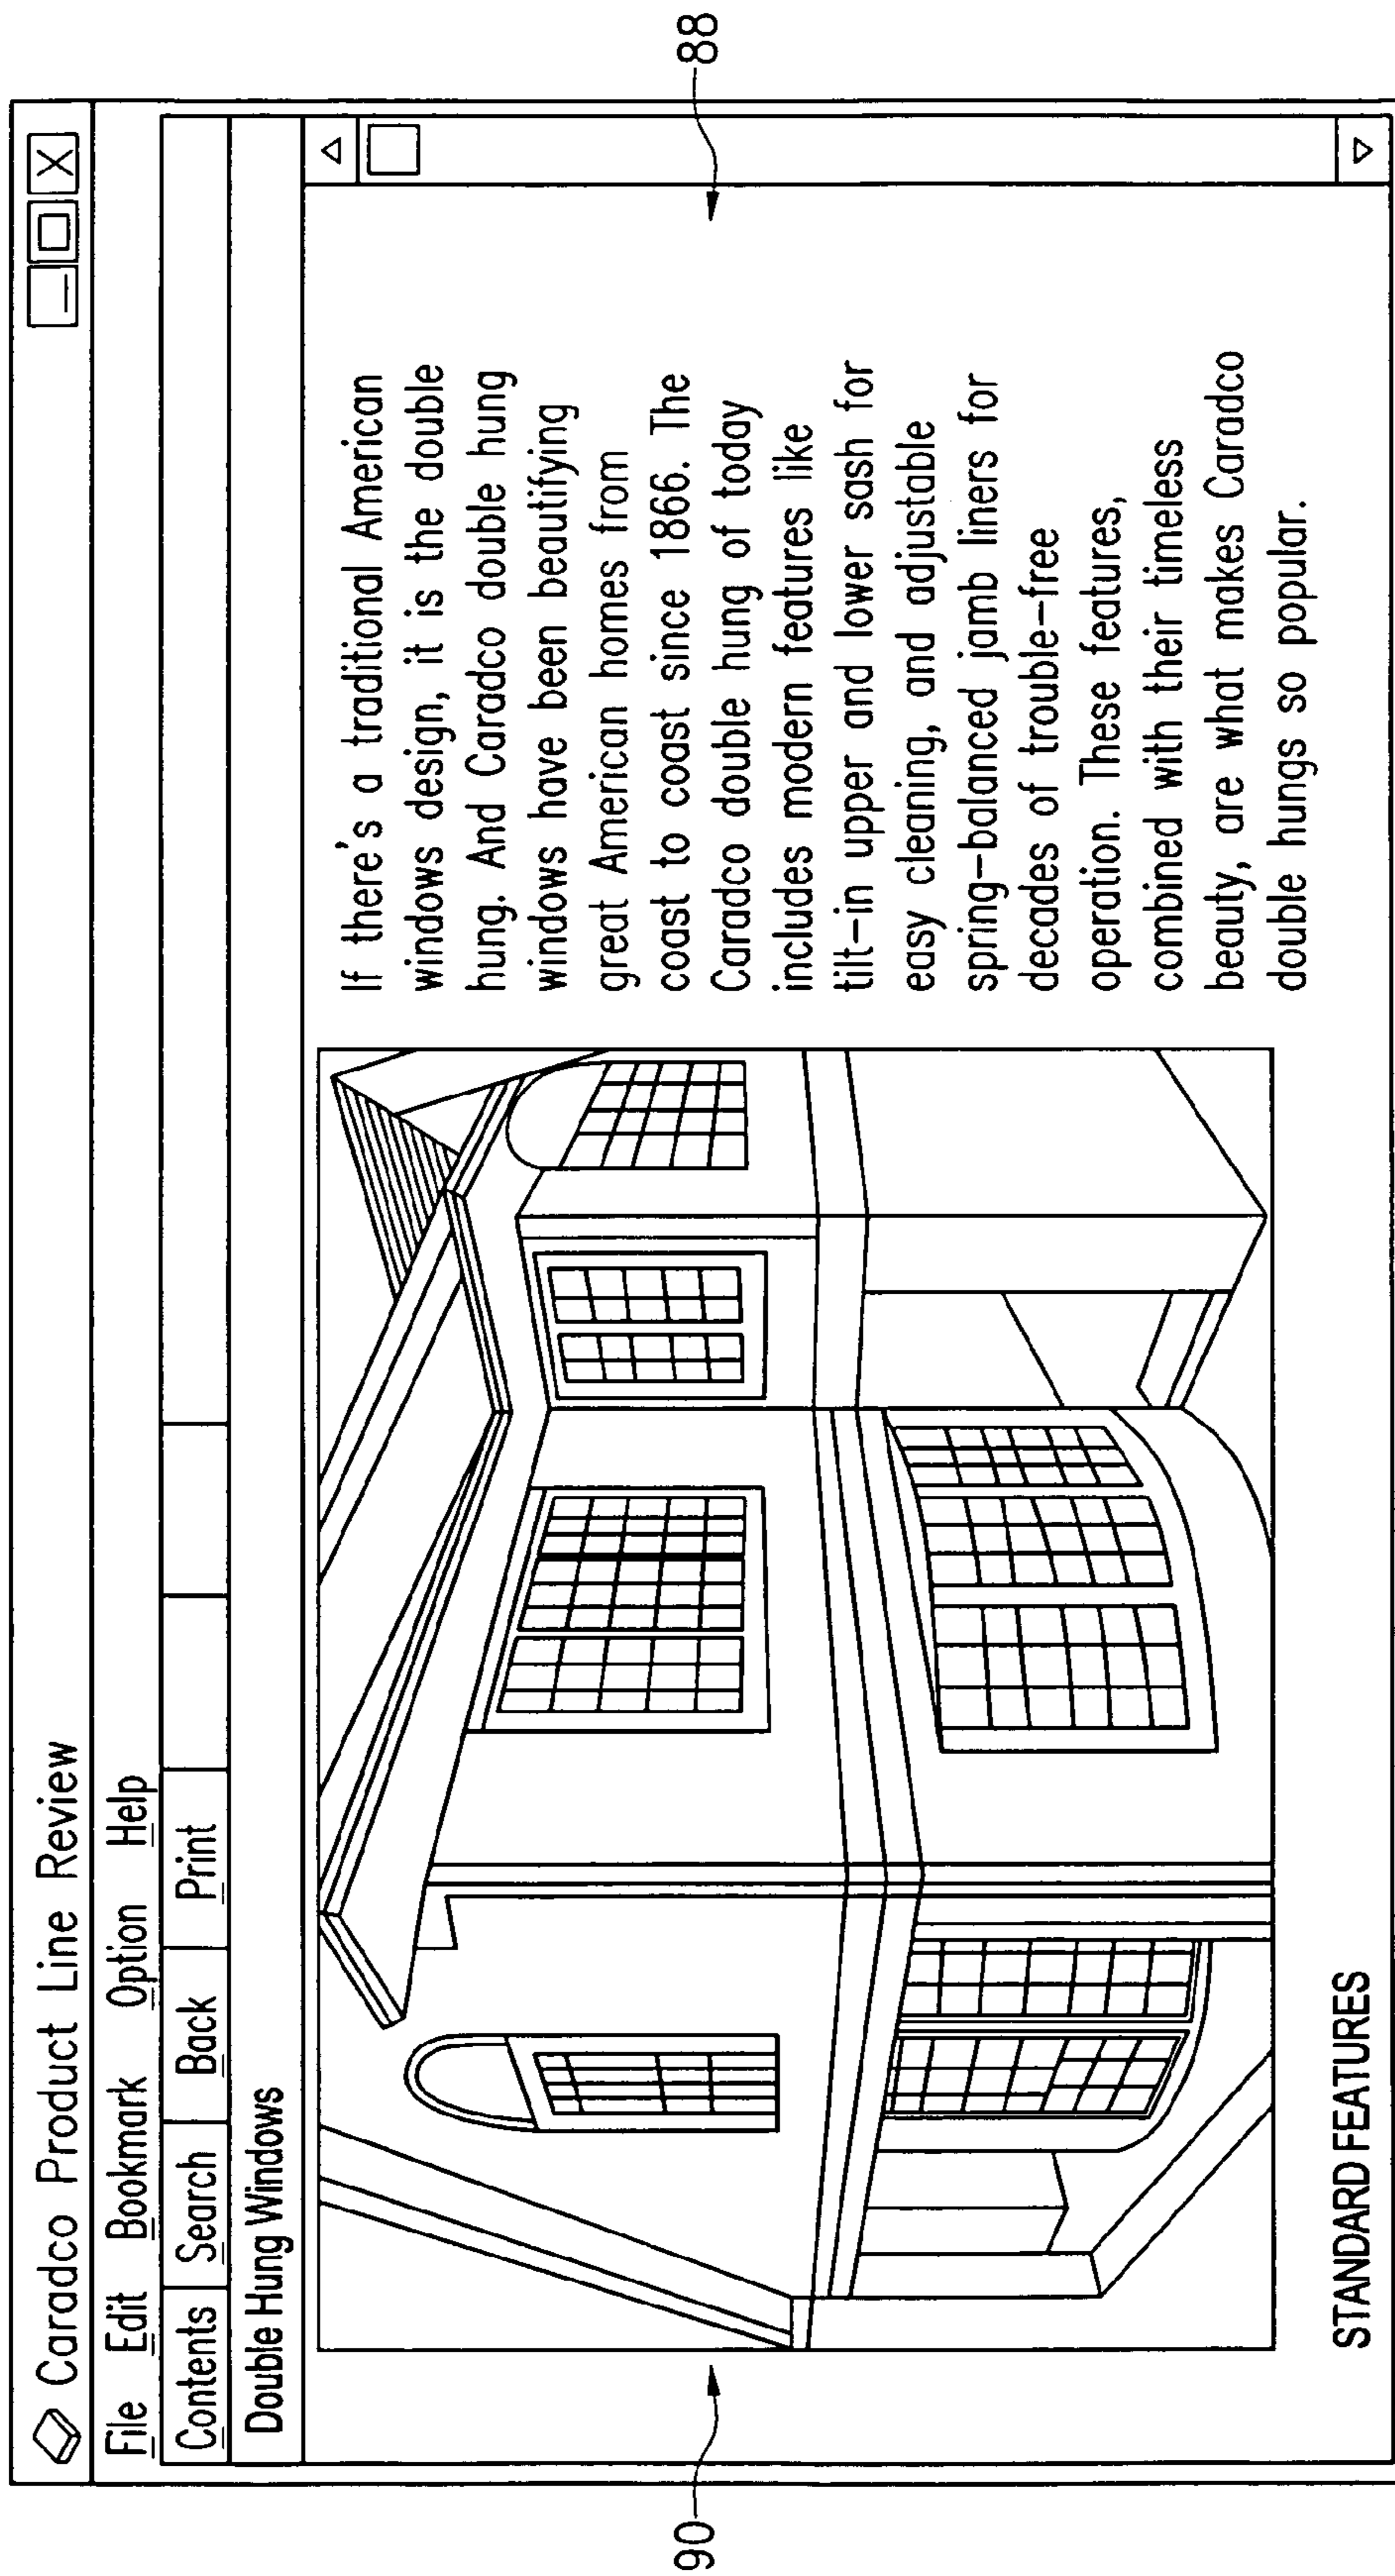 Caradco Product Line Review
X
File Edit Bookmark Option Help
Contents Search Back Print
Double Hung Windows
If there's a traditional American
windows design, it is the double
hung. And Caradco double hung
windows have been beautifying
great American homes from
coast to coast since 1866. The
Caradco double hung of today
includes modern features like
tilt-in upper and lower sash for
easy cleaning, and adjustable
spring-balanced jamb liners for
decades of trouble-free
operation. These features,
combined with their timeless
beauty, are what makes Caradco
double hungs so popular.
STANDARD FEATURES
90
88